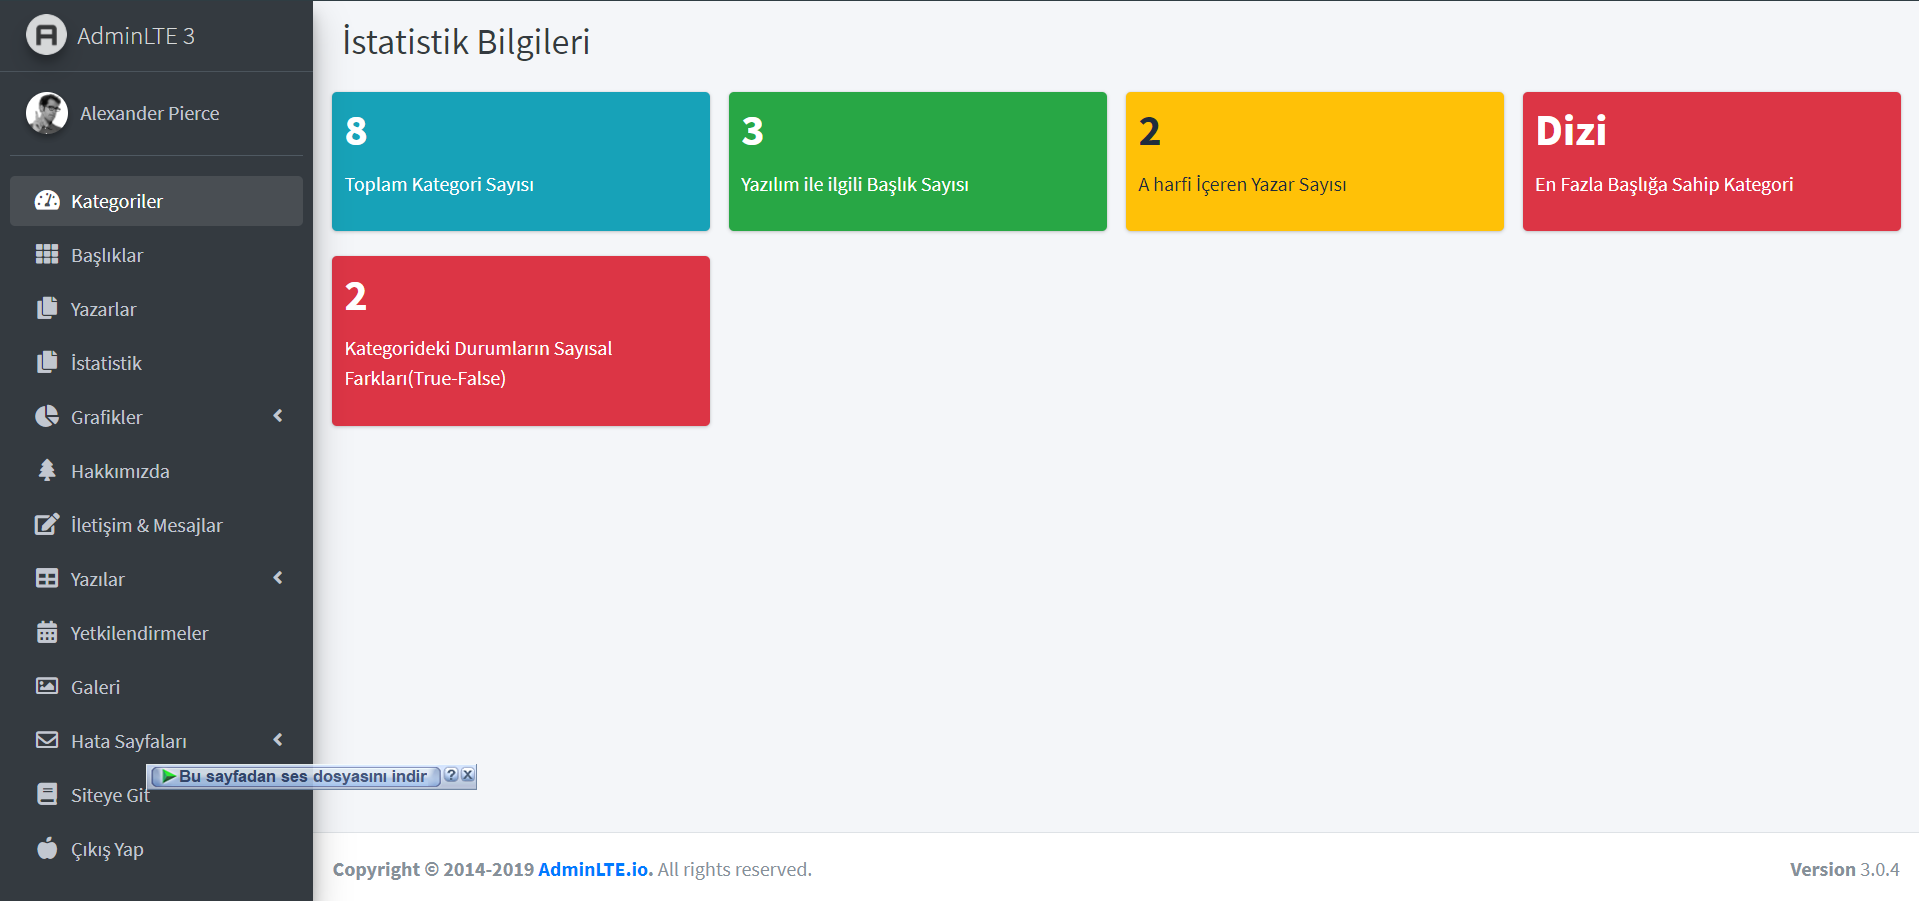 AdminLTE 3
Alexander Pierce
Kategoriler
Başlıklar
Yazarlar
İstatistik
Grafikler
Hakkımızda
İletişim & Mesajlar
Yazılar
Yetkilendirmeler
Galeri
Hata Sayfaları
Bu sayfadan ses dosyasını indir
Siteye Git
Çıkış Yap
İstatistik Bilgileri
8
Toplam Kategori Sayısı
3
Yazılım ile ilgili Başlık Sayısı
2
A harfi İçeren Yazar Sayısı
Dizi
En Fazla Başlığa Sahip Kategori
2
Kategorideki Durumların Sayısal
Farkları(True-False)
Copyright © 2014-2019 AdminLTE.io. All rights reserved.
Version 3.0.4